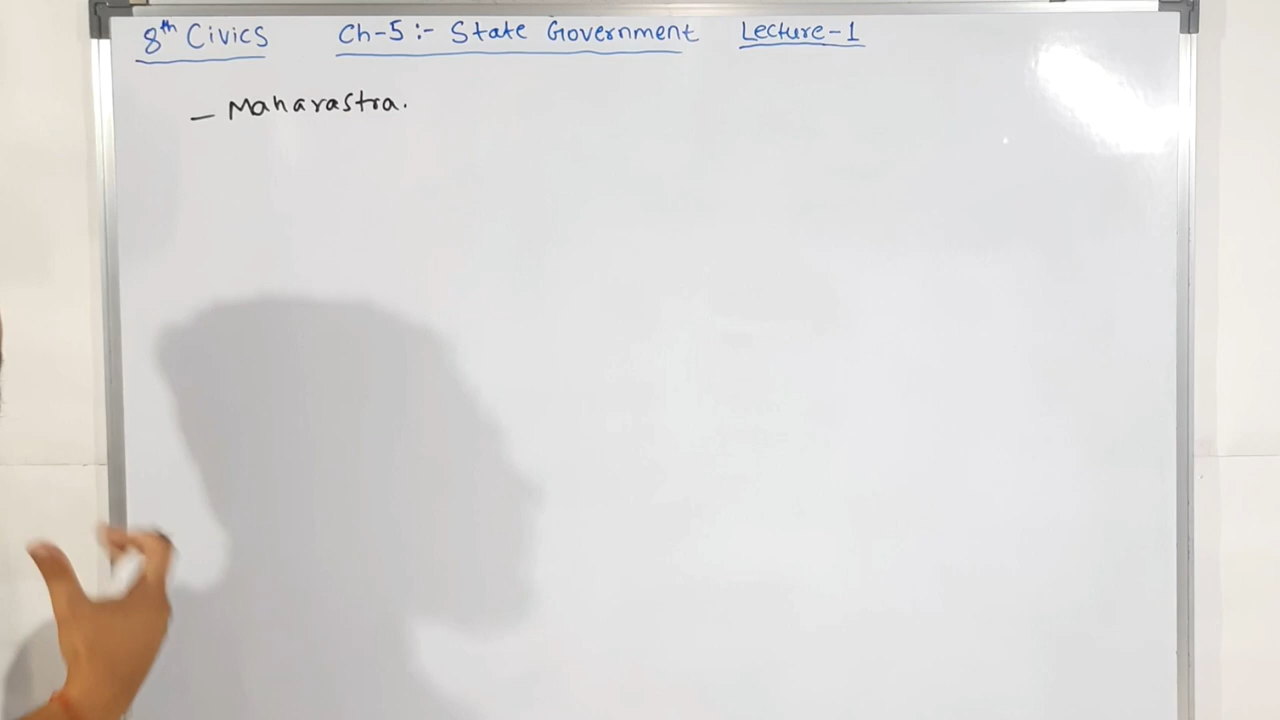 8th Civics Ch-5:- State Government Lecture-1
- Maharastra.